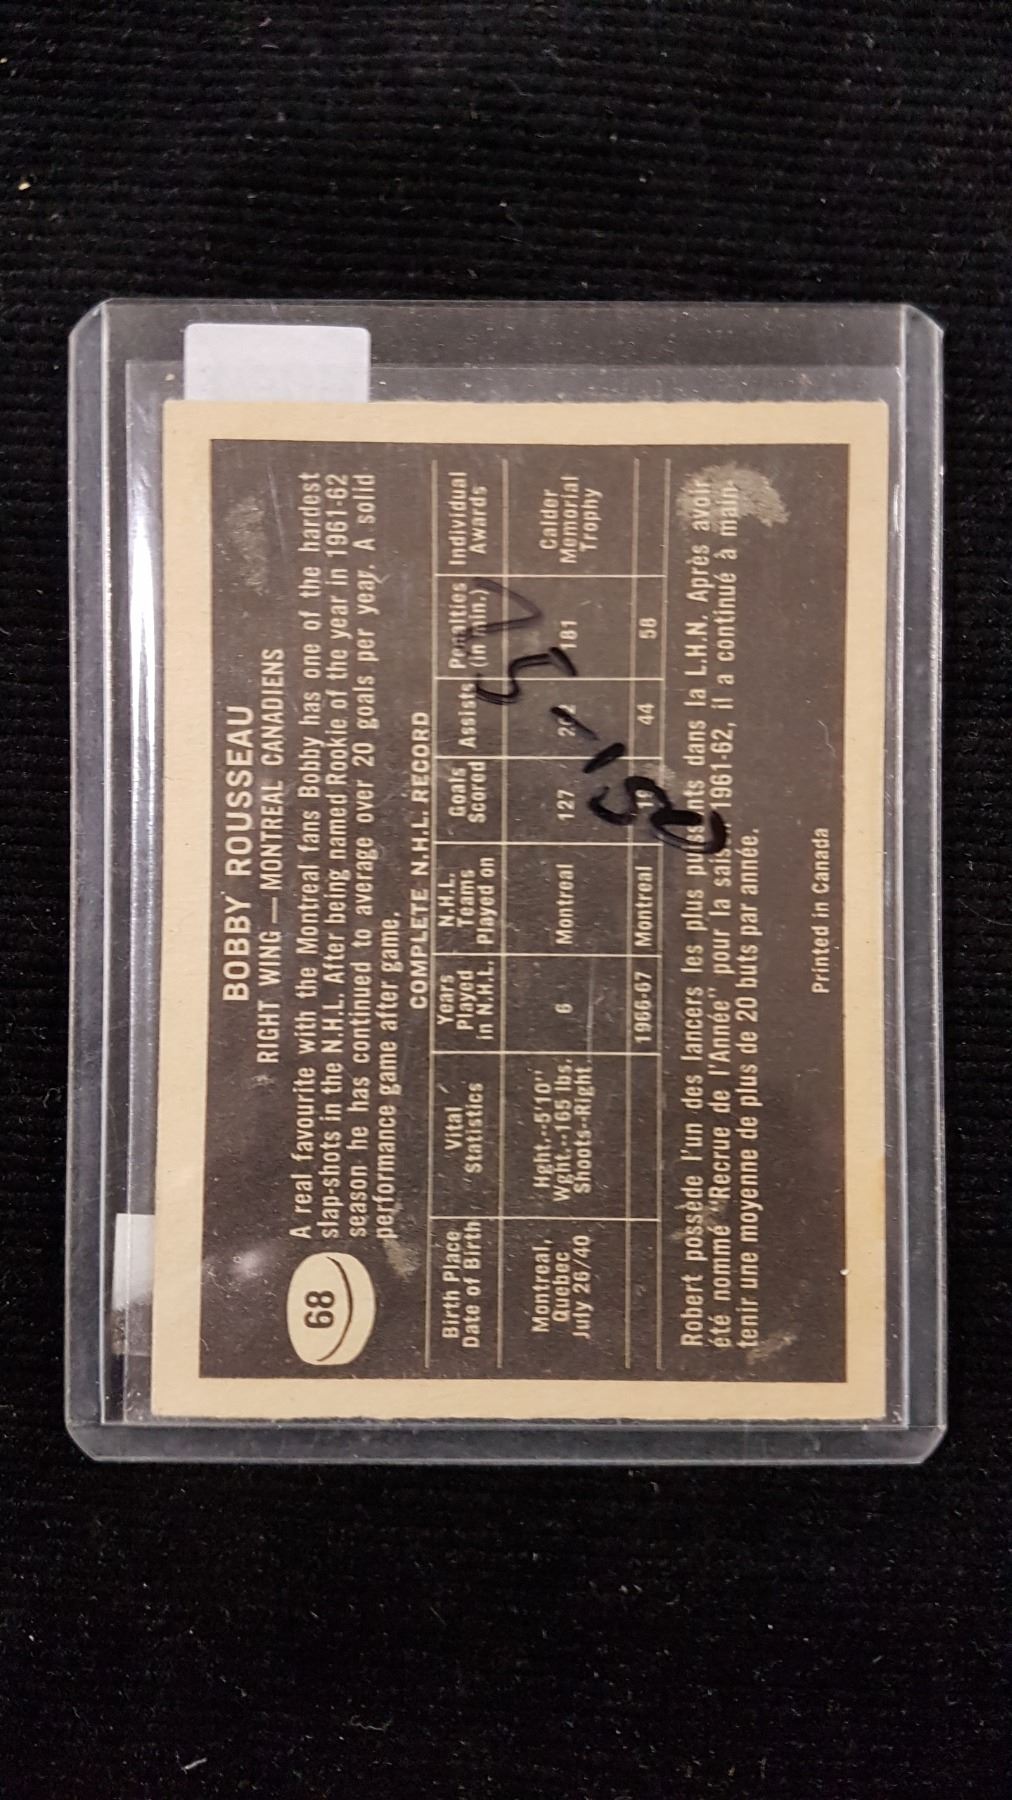 BOBBY ROUSSEAU
RIGHT WING — MONTREAL CANADIENS
68
A real favourite with the Montreal fans Bobby has one of the hardest
slap-shots in the N.H.L. After being named Rookie of the year in 1961-62
season he has continued to average over 20 goals per year. A solid
performance game after game.
COMPLETE N.H.L. RECORD
Birth Place Date of Birth Vital Statistics Years Played in N.H.L. N.H.L. Teams Played on Goals Scored Assists Penalties (in min.) Individual Awards
Montreal, Quebec July 26/40 Hght.--5'10" Wght.--165 lbs. Shoots--Right 6 Montreal 127 181 Calder Memorial Trophy
1966-67 Montreal 44 58
Robert possède l'un des lancers les plus puissants dans la L.H.N. Après avoir
été nommé "Recrue de l'Année" pour la saison 1961-62, il a continué à main-
tenir une moyenne de plus de 20 buts par année.
Printed in Canada